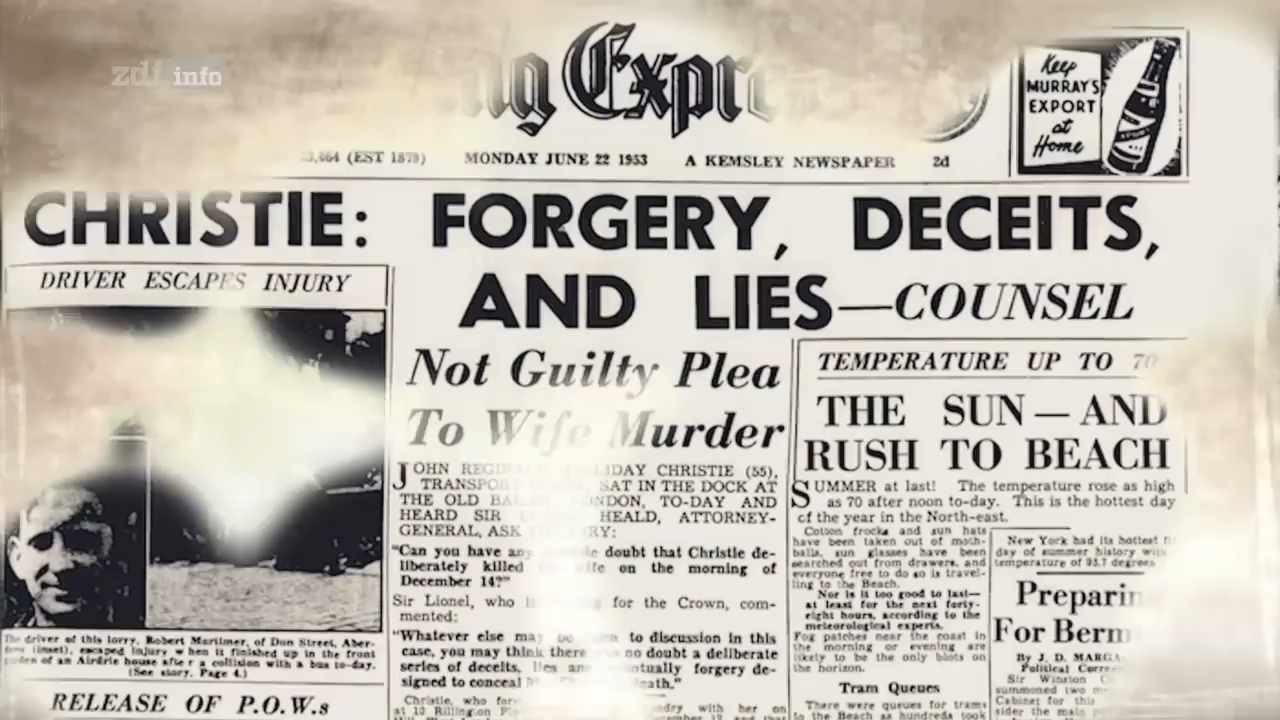 zdf info
Expre
Keep
MURRAY'S
EXPORT
at
Home
(EST 1879) MONDAY JUNE 22 1953 A KEMSLEY NEWSPAPER 2d
CHRISTIE: FORGERY, DECEITS,
AND LIES—COUNSEL
DRIVER ESCAPES INJURY
The driver of this lorry, Robert Mortimer, of Don Street, Aber-
(inset), escaped injury when it finished up in the front
of an Airdrie house after a collision with a bus to-day.
(See story, Page 4.)
RELEASE OF P.O.W.s
Not Guilty Plea
To Wife Murder
JOHN CHRISTIE (55),
TRANSPORT SAT IN THE DOCK AT
THE OLD TO-DAY AND
HEARD SIR HEALD, ATTORNEY-
GENERAL, ASK
"Can you have any doubt that Christie de-
liberately killed on the morning of
December 14?"
Sir Lionel, who for the Crown, com-
mented:
"Whatever else may to discussion in this
case, you may think there no doubt a deliberate
series of deceits, lies and forgery de-
signed to conceal death."
Christie, who
at 10 with her on
TEMPERATURE UP TO 70
THE SUN — AND
RUSH TO BEACH
SUMMER at last! The temperature rose as high
as 70 after noon to-day. This is the hottest day
of the year in the North-east.
Cotton frocks and sun hats
have been taken out of moth-
balls, sun glasses have been
searched out from drawers, and
everyone free to do so is travel-
ling to the Beach.
Nor is it too good to last—
at least for the next forty-
eight hours, according to the
meteorological experts.
Fog patches near the coast in
the morning or evening are
likely to be the only blots on
the horizon.
Tram Queues
There were queues for trams
to the Beach as hundreds took
New York had its hottest
day of summer history with
temperature of 93.7 degrees
Preparin
For Berm
By J. D.
Political
Sir Winston
summoned two
Cabinet for this
sider the main